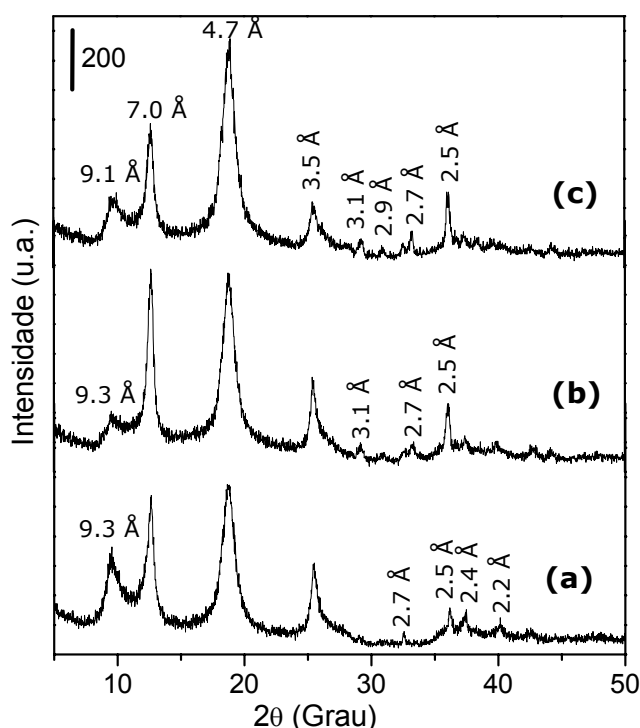 200
4.7 Å
7.0 Å
9.1 Å
3.5 Å
3.1 Å
2.9 Å
2.7 Å
2.5 Å
(c)
9.3 Å
3.1 Å
2.7 Å
2.5 Å
(b)
9.3 Å
2.7 Å
2.5 Å
2.4 Å
2.2 Å
(a)
Intensidade (u.a.)
10 20 30 40 50
2θ (Grau)